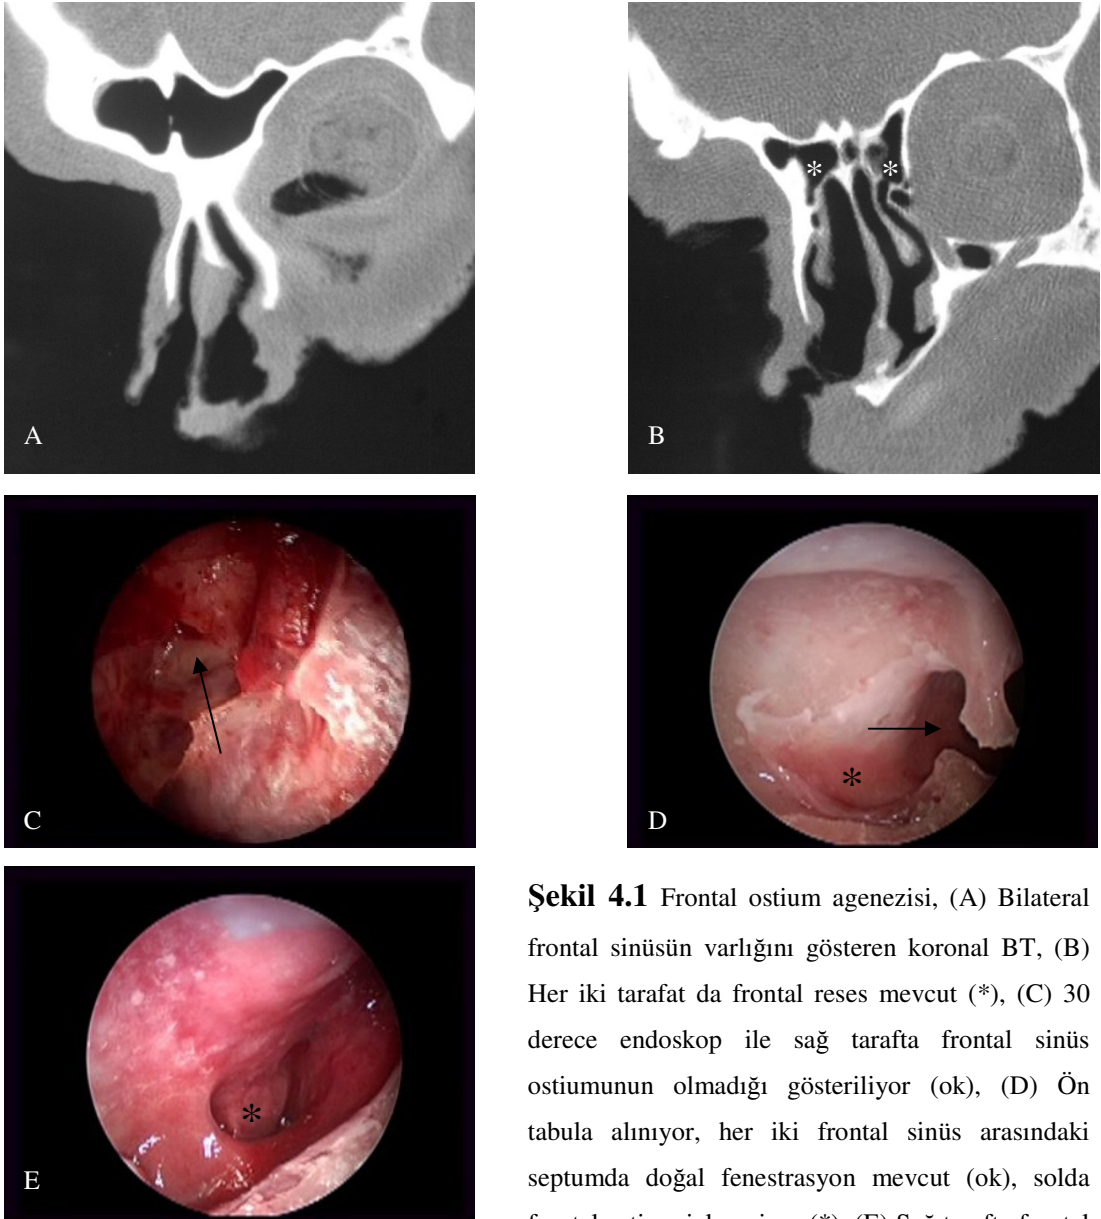 A
B
*
*
C
D
*
E
*
Şekil 4.1 Frontal ostium agenezisi, (A) Bilateral
frontal sinüsün varlığını gösteren koronal BT, (B)
Her iki tarafat da frontal reses mevcut (*), (C) 30
derece endoskop ile sağ tarafta frontal sinüs
ostiumunun olmadığı gösteriliyor (ok), (D) Ön
tabula alınıyor, her iki frontal sinüs arasındaki
septumda doğal fenestrasyon mevcut (ok), solda